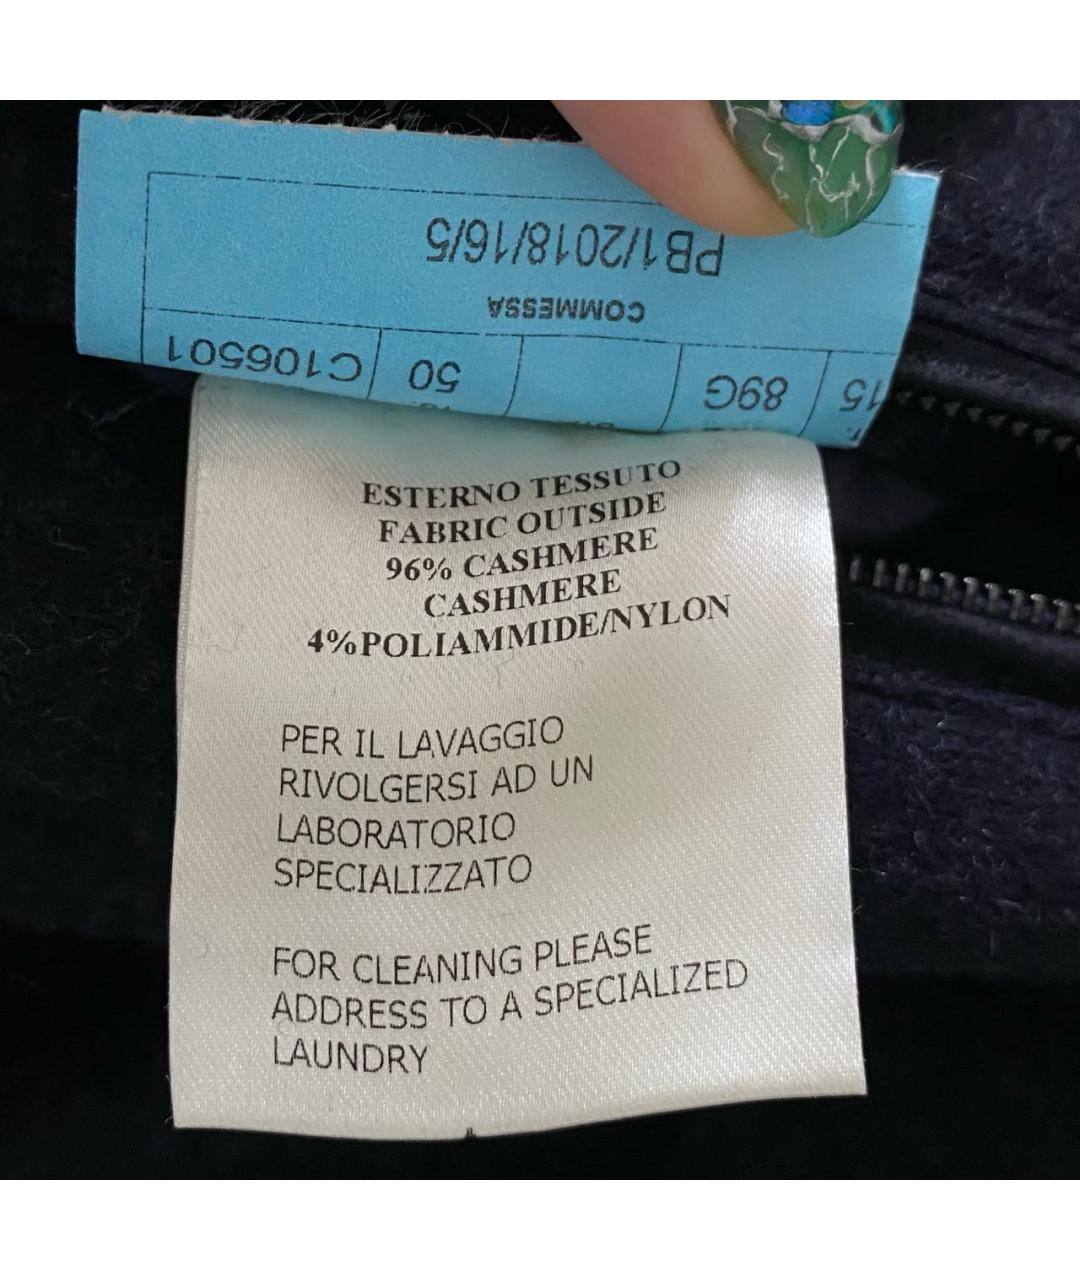 PB1/2018/16/5
COMMESSA
15 89G 50 C106501
ESTERNO TESSUTO
FABRIC OUTSIDE
96% CASHMERE
CASHMERE
4%POLIAMMIDE/NYLON
PER IL LAVAGGIO
RIVOLGERSI AD UN
LABORATORIO
SPECIALIZZATO
FOR CLEANING PLEASE
ADDRESS TO A SPECIALIZED
LAUNDRY